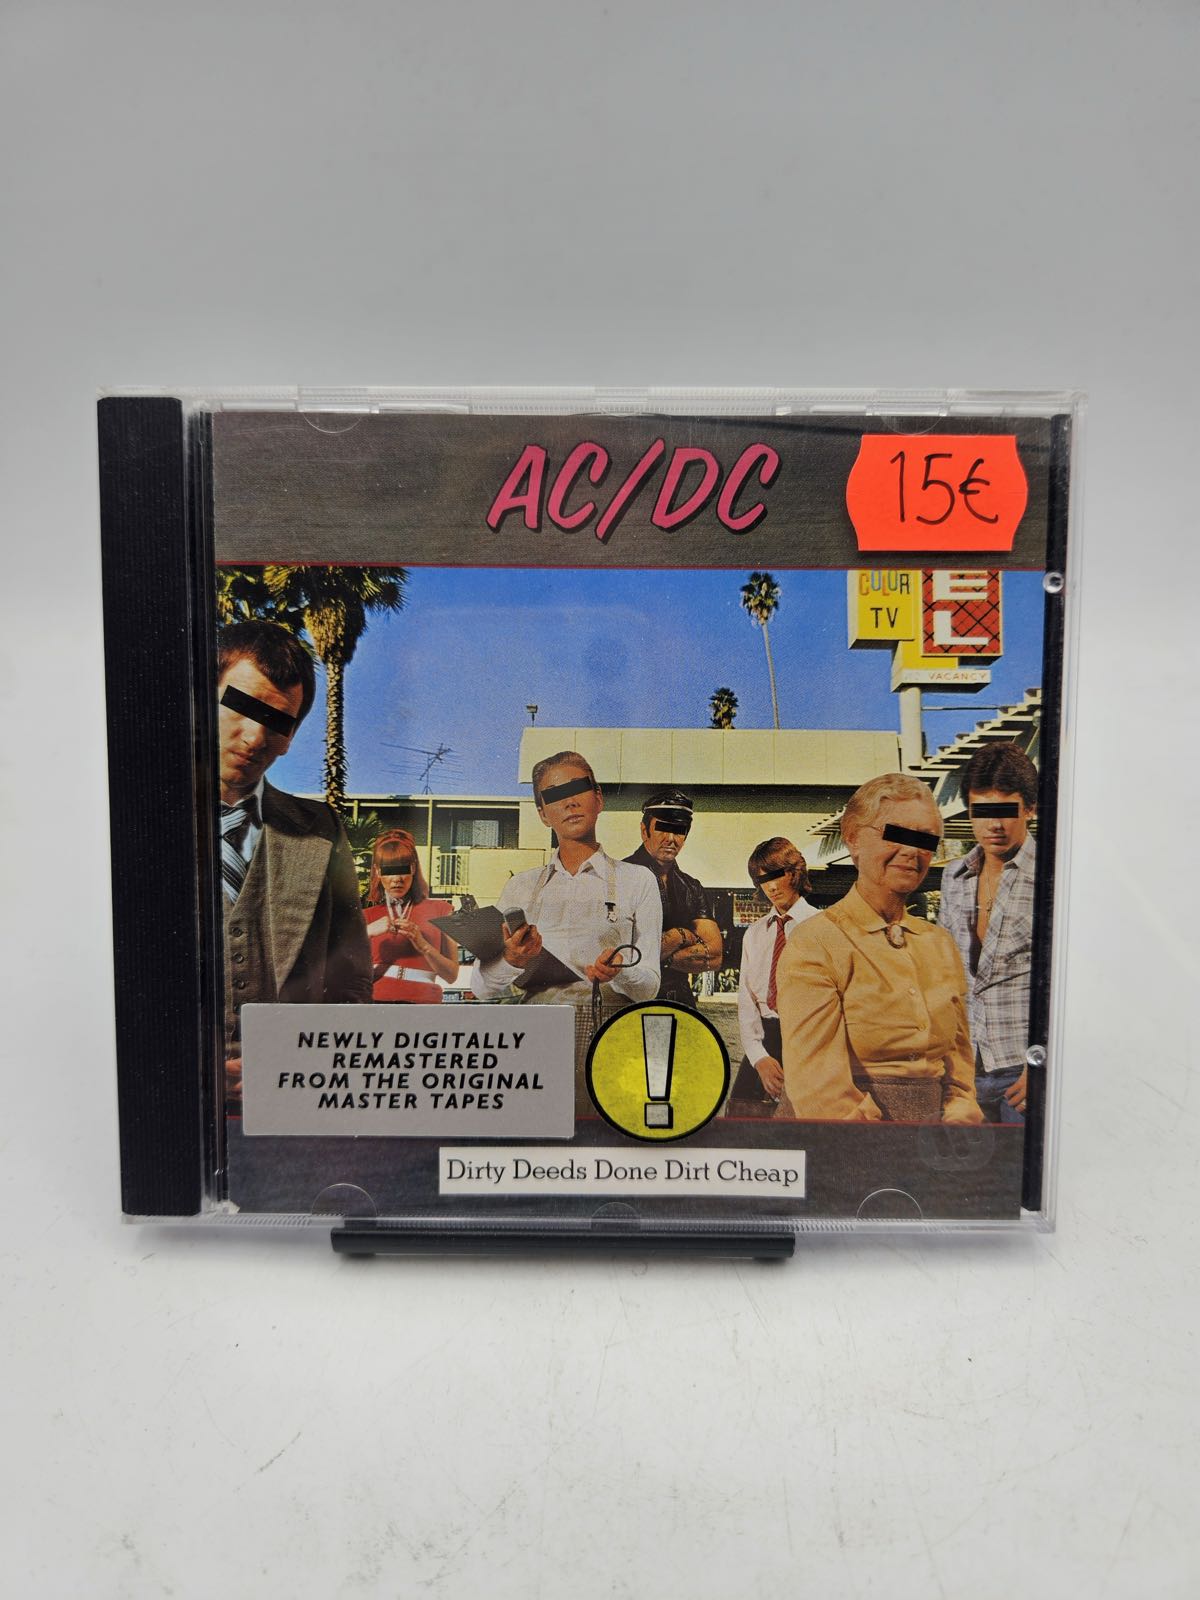 AC/DC
15€
COLOR
TV
EL
VACANCY
NEWLY DIGITALLY
REMASTERED
FROM THE ORIGINAL
MASTER TAPES
!
Dirty Deeds Done Dirt Cheap